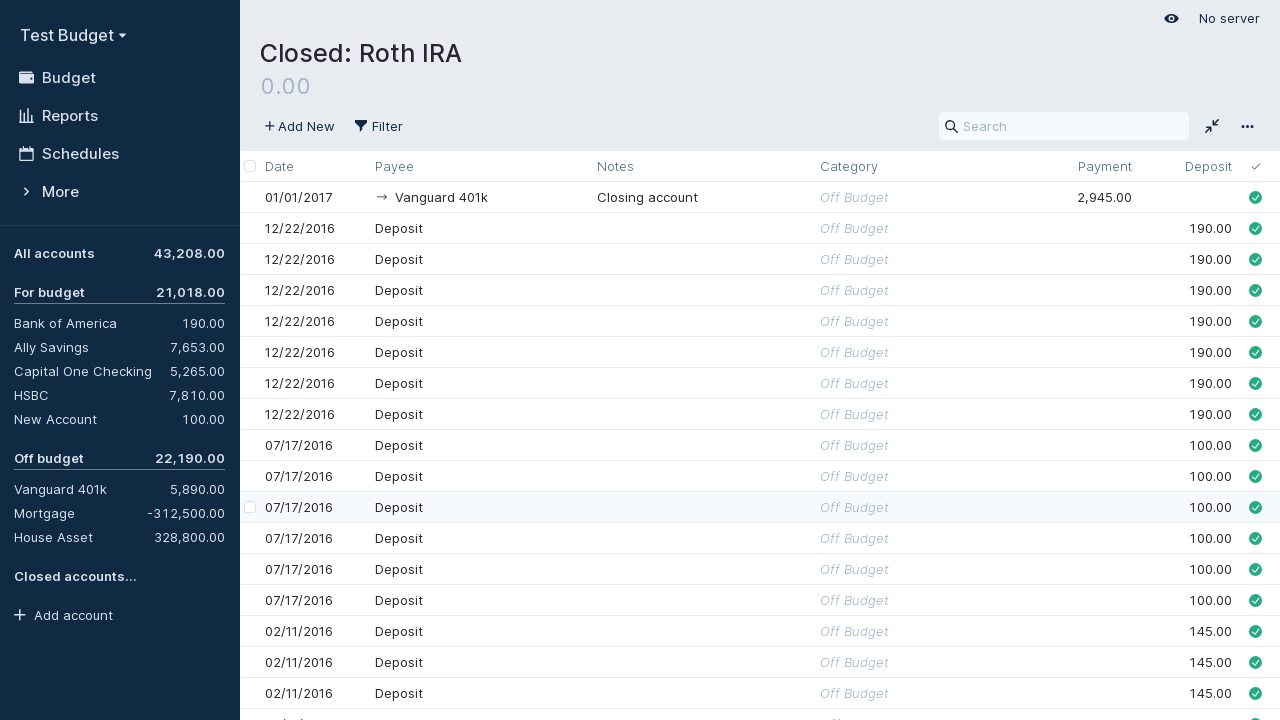 Test Budget
Budget
Reports
Schedules
More
All accounts 43,208.00
For budget 21,018.00
Bank of America 190.00
Ally Savings 7,653.00
Capital One Checking 5,265.00
HSBC 7,810.00
New Account 100.00
Off budget 22,190.00
Vanguard 401k 5,890.00
Mortgage -312,500.00
House Asset 328,800.00
Closed accounts...
Add account
No server
Closed: Roth IRA
0.00
Add New Filter Search
Date Payee Notes Category Payment Deposit
01/01/2017 → Vanguard 401k Closing account Off Budget 2,945.00
12/22/2016 Deposit Off Budget 190.00
12/22/2016 Deposit Off Budget 190.00
12/22/2016 Deposit Off Budget 190.00
12/22/2016 Deposit Off Budget 190.00
12/22/2016 Deposit Off Budget 190.00
12/22/2016 Deposit Off Budget 190.00
12/22/2016 Deposit Off Budget 190.00
07/17/2016 Deposit Off Budget 100.00
07/17/2016 Deposit Off Budget 100.00
07/17/2016 Deposit Off Budget 100.00
07/17/2016 Deposit Off Budget 100.00
07/17/2016 Deposit Off Budget 100.00
07/17/2016 Deposit Off Budget 100.00
02/11/2016 Deposit Off Budget 145.00
02/11/2016 Deposit Off Budget 145.00
02/11/2016 Deposit Off Budget 145.00